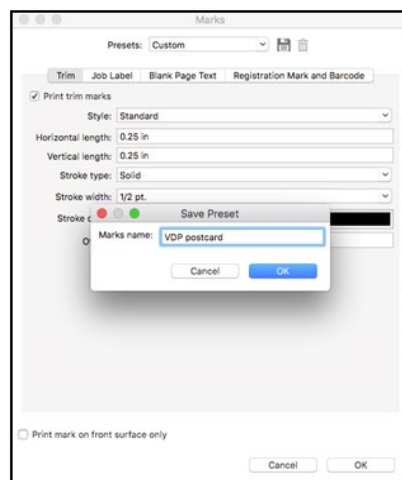 Marks
Presets: Custom
Trim Job Label Blank Page Text Registration Mark and Barcode
Print trim marks
Style: Standard
Horizontal length: 0.25 in
Vertical length: 0.25 in
Stroke type: Solid
Stroke width: 1/2 pt.
Save Preset
Stroke
Marks name: VDP postcard
Cancel OK
Print mark on front surface only
Cancel OK